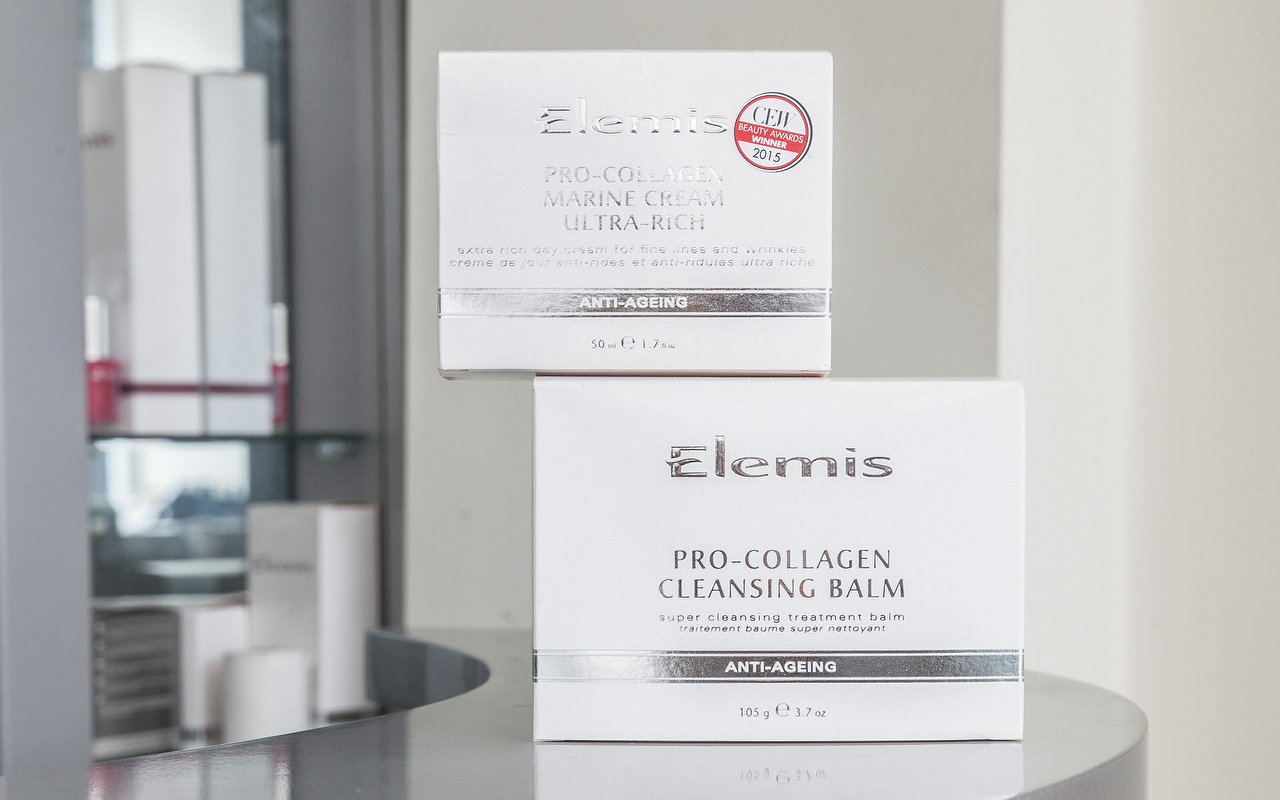 Elemis
CEW
BEAUTY AWARDS
WINNER
2015
PRO-COLLAGEN
MARINE CREAM
ULTRA-RICH
extra rich day cream for fine lines and wrinkles
crème de jour anti-rides et anti-ridules ultra riche
ANTI-AGEING
50 ml e 1.7 fl.oz
Elemis
PRO-COLLAGEN
CLEANSING BALM
super cleansing treatment balm
traitement baume super nettoyant
ANTI-AGEING
105 g e 3.7 oz
Elemis